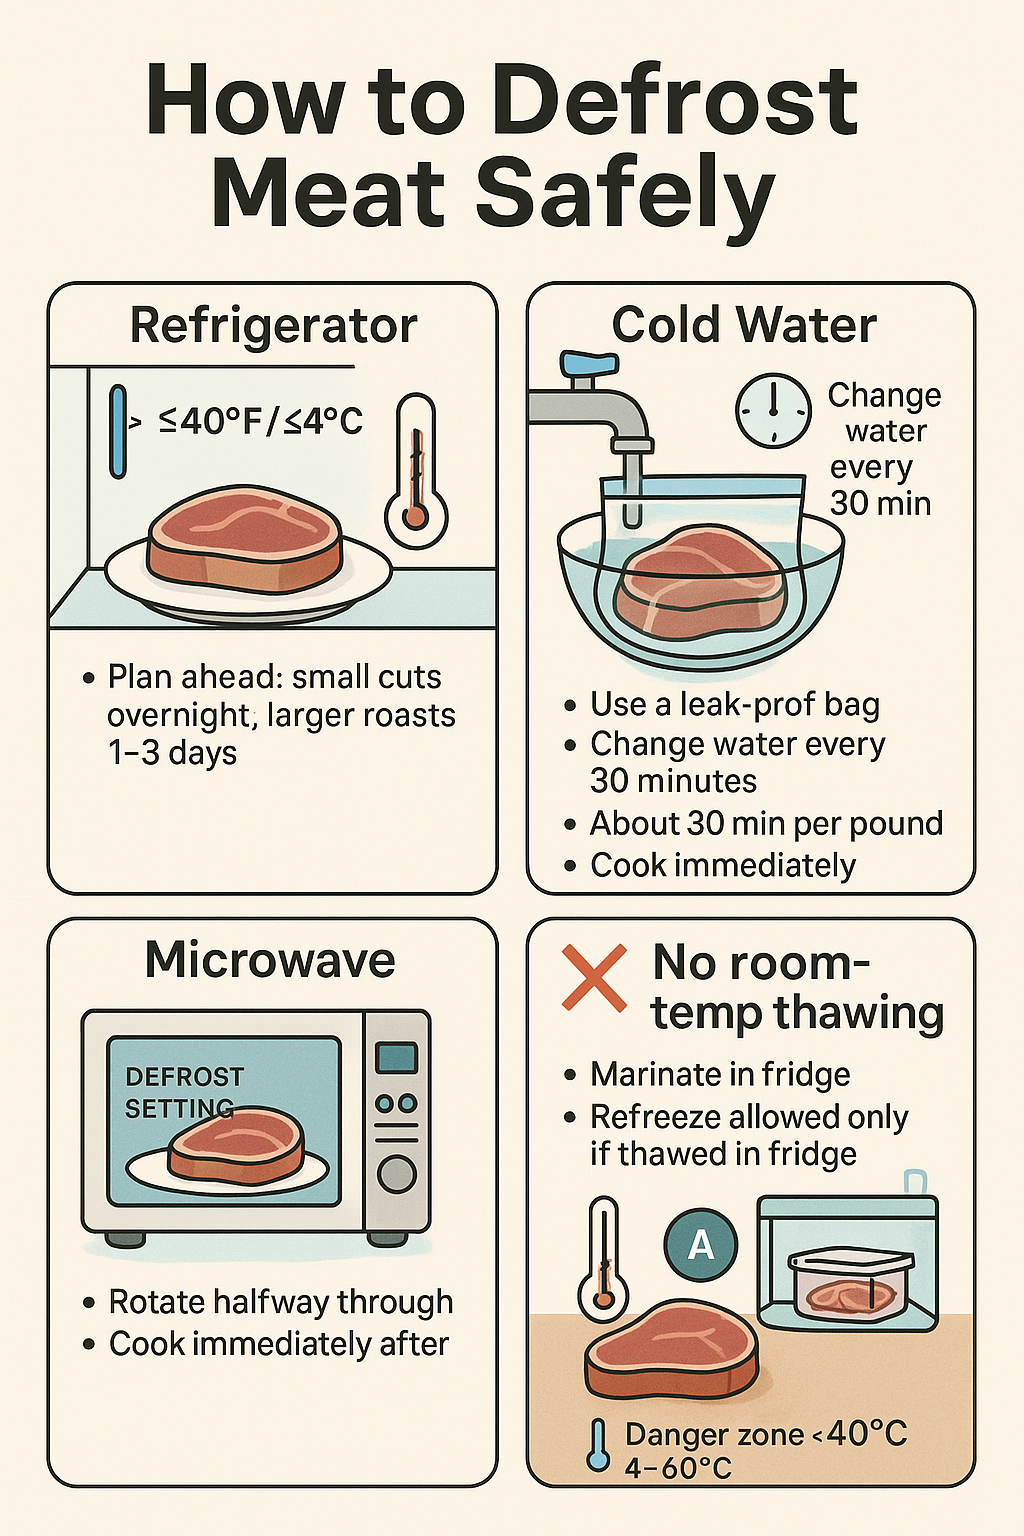 How to Defrost
Meat Safely
Refrigerator
> ≤40°F/≤4°C
• Plan ahead: small cuts
overnight, larger roasts
1–3 days
Cold Water
Change
water
every
30 min
• Use a leak-prof bag
• Change water every
30 minutes
• About 30 min per pound
• Cook immediately
Microwave
DEFROST
SETTING
• Rotate halfway through
• Cook immediately after
No room-
temp thawing
• Marinate in fridge
• Refreeze allowed only
if thawed in fridge
A
Danger zone <40°C
4–60°C